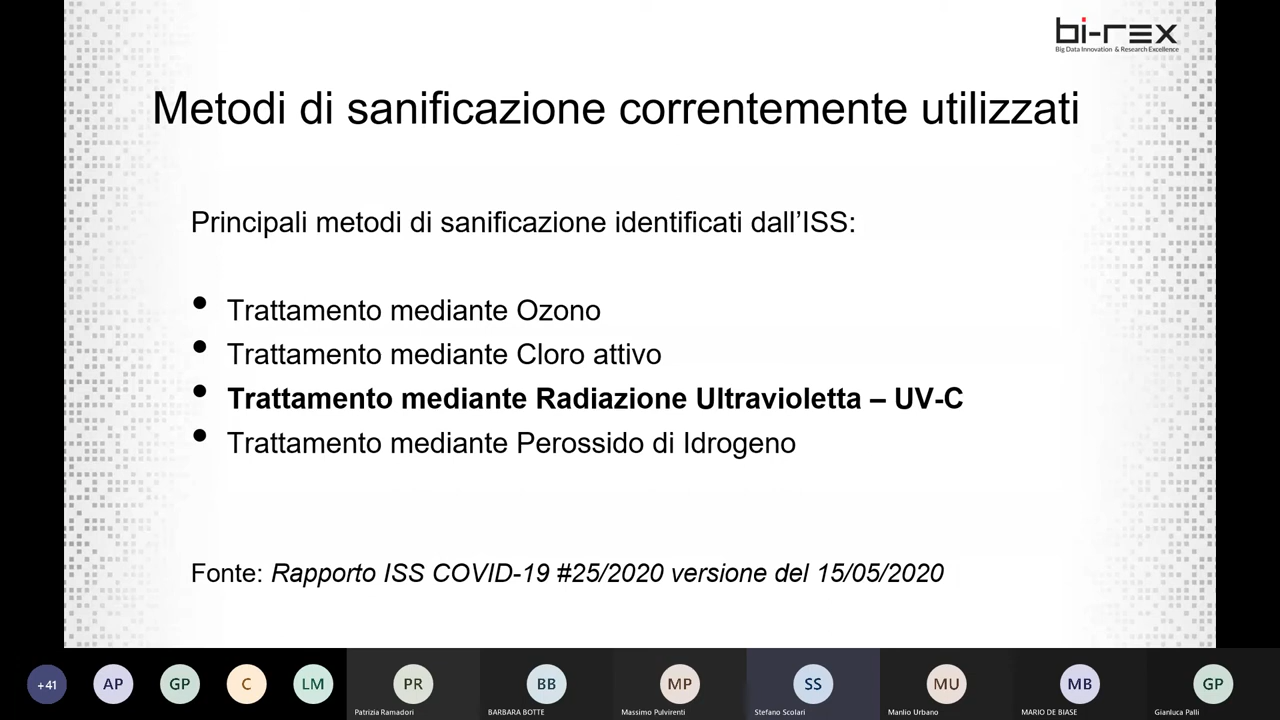 bi-rex
Big Data Innovation & Research Excellence
Metodi di sanificazione correntemente utilizzati
Principali metodi di sanificazione identificati dall'ISS:
• Trattamento mediante Ozono
• Trattamento mediante Cloro attivo
• Trattamento mediante Radiazione Ultravioletta – UV-C
• Trattamento mediante Perossido di Idrogeno
Fonte: Rapporto ISS COVID-19 #25/2020 versione del 15/05/2020
+41 AP GP C LM PR BB MP SS MU MB GP
Patrizia Ramadori BARBARA BOTTE Massimo Pulvirenti Stefano Scolari Manlio Urbano MARIO DE BIASE Gianluca Palli